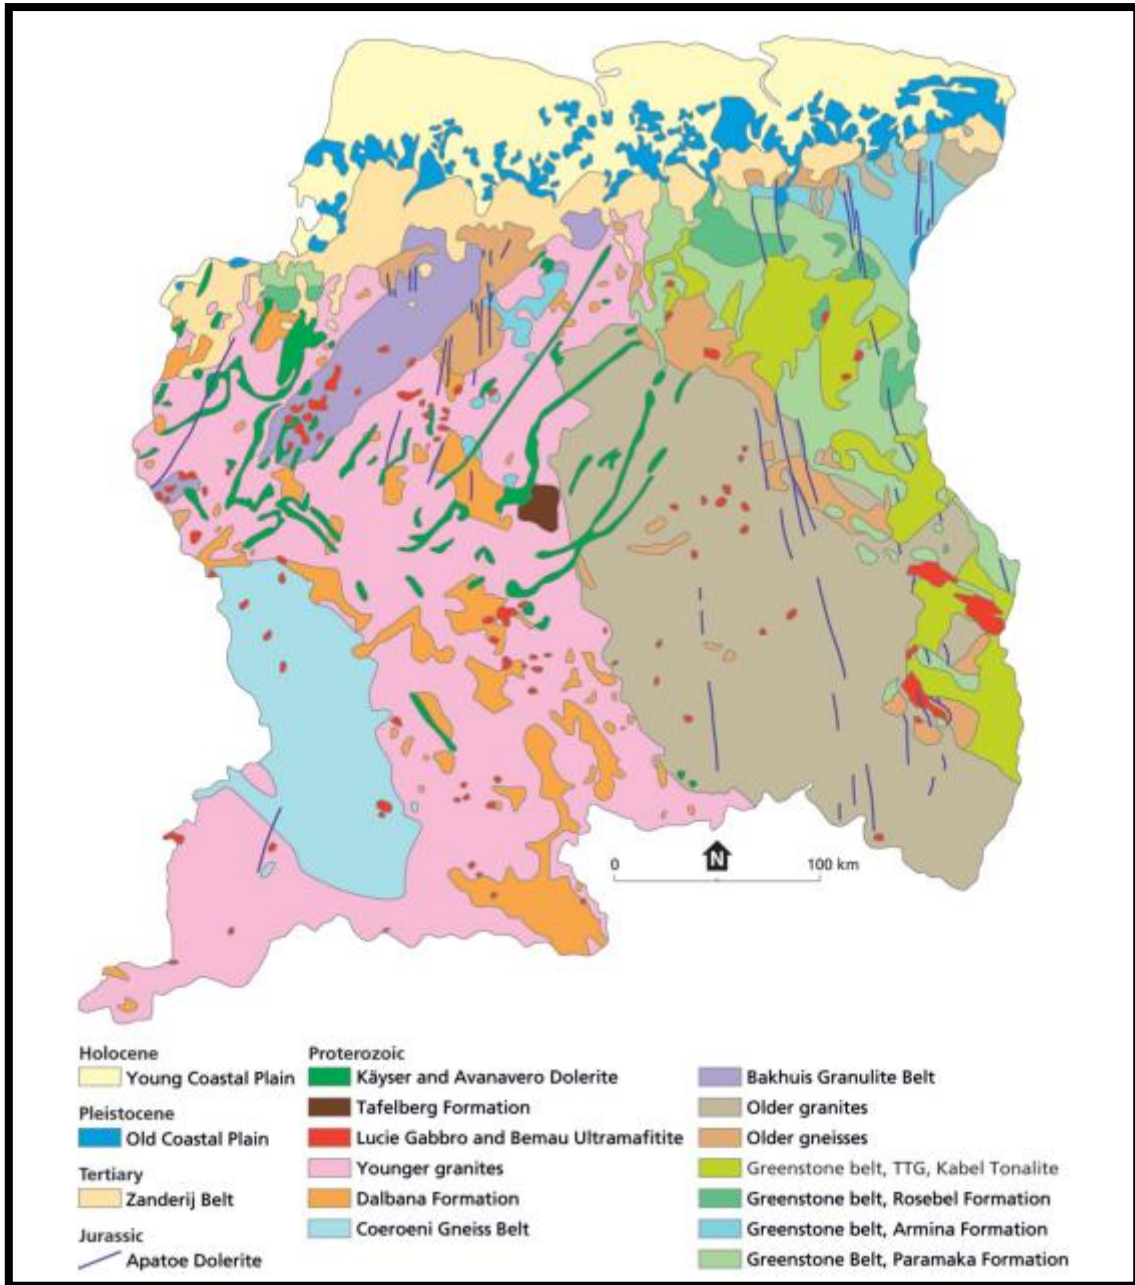 0
N
100 km
Holocene
Young Coastal Plain
Pleistocene
Old Coastal Plain
Tertiary
Zanderij Belt
Jurassic
Apatoe Dolerite
Proterozoic
Käyser and Avanavero Dolerite
Tafelberg Formation
Lucie Gabbro and Bemau Ultramafitite
Younger granites
Dalbana Formation
Coeroeni Gneiss Belt
Bakhuis Granulite Belt
Older granites
Older gneisses
Greenstone belt, TTG, Kabel Tonalite
Greenstone belt, Rosebel Formation
Greenstone belt, Armina Formation
Greenstone Belt, Paramaka Formation